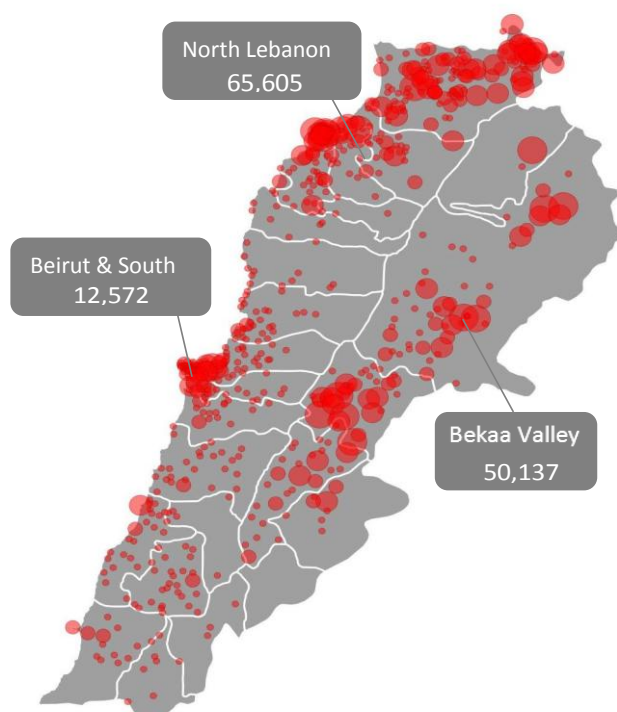 North Lebanon
65,605
Beirut & South
12,572
Bekaa Valley
50,137